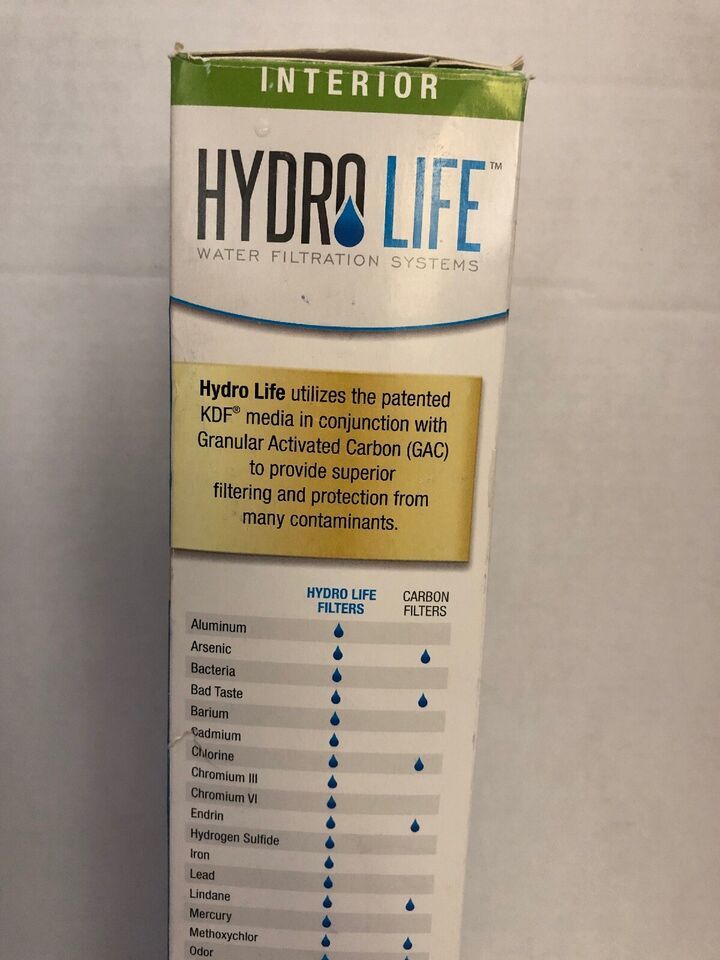 INTERIOR
HYDRO LIFE™
WATER FILTRATION SYSTEMS
Hydro Life utilizes the patented
KDF® media in conjunction with
Granular Activated Carbon (GAC)
to provide superior
filtering and protection from
many contaminants.
HYDRO LIFE CARBON
FILTERS FILTERS
Aluminum
Arsenic
Bacteria
Bad Taste
Barium
Cadmium
Chlorine
Chromium III
Chromium VI
Endrin
Hydrogen Sulfide
Iron
Lead
Lindane
Mercury
Methoxychlor
Odor